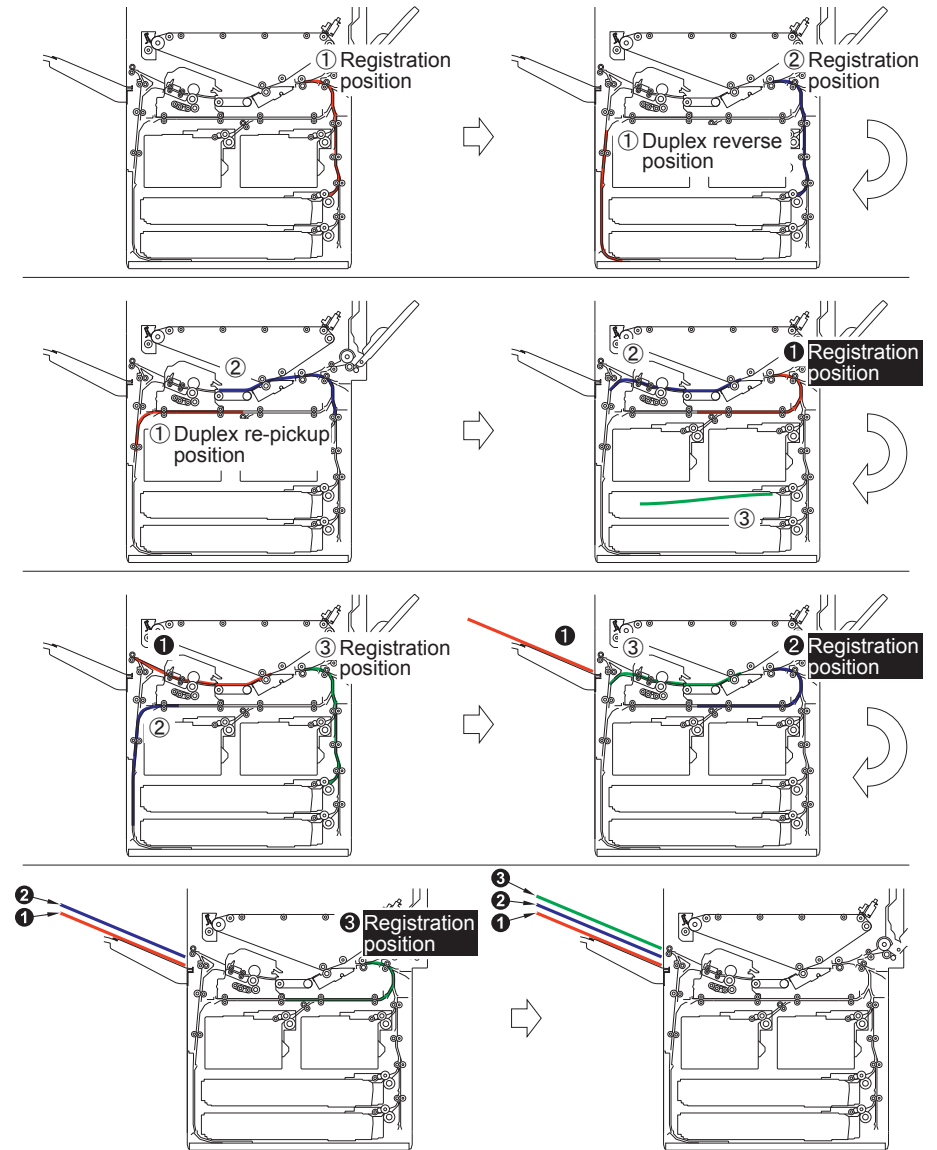 ① Registration
position
② Registration
position
① Duplex reverse
position
②
① Duplex re-pickup
position
②
❶ Registration
position
③
❶
③ Registration
position
②
❶
③
❷ Registration
position
❷
❶
❸ Registration
position
❸
❷
❶